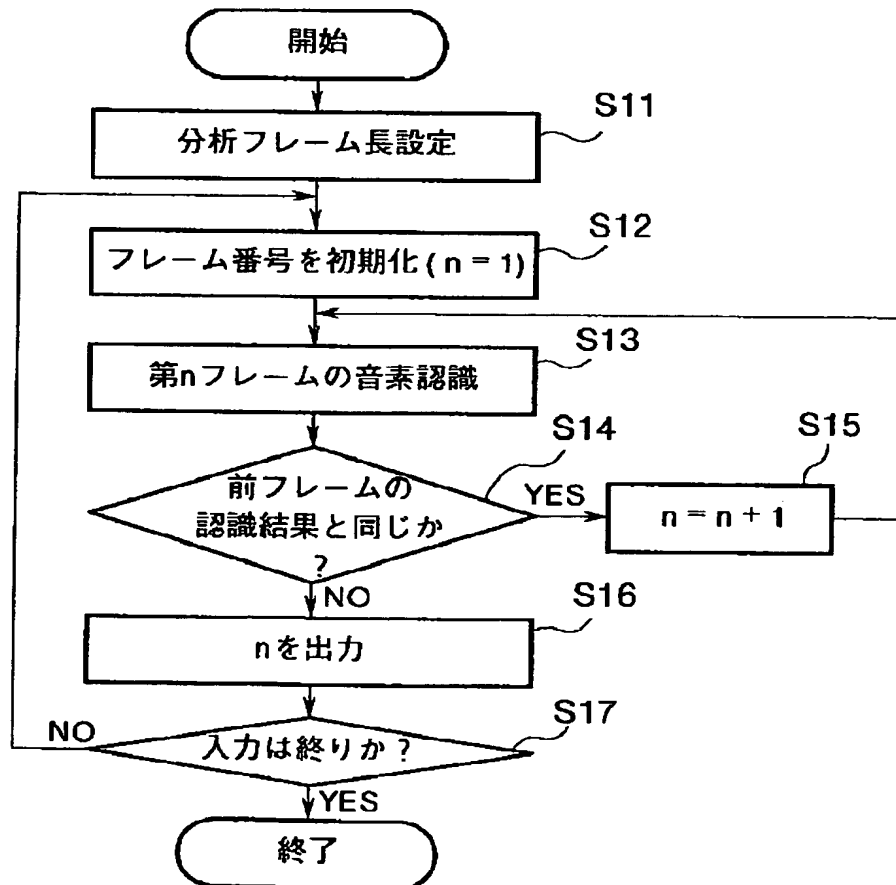 開始
S11
分析フレーム長設定
S12
フレーム番号を初期化(n=1)
S13
第nフレームの音素認識
S14
前フレームの
認識結果と同じか
?
YES
S15
n=n+1
NO
S16
nを出力
S17
入力は終りか?
NO
YES
終了